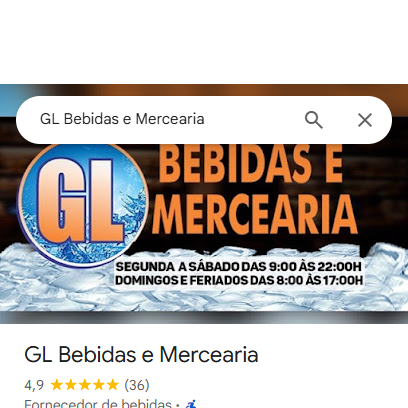 GL Bebidas e Mercearia
BEBIDAS E
GL
MERCEARIA
SEGUNDA A SÁBADO DAS 9:00 ÀS 22:00H
DOMINGOS E FERIADOS DAS 8:00 ÀS 17:00H
GL Bebidas e Mercearia
4,9 (36)
Fornecedor de bebidas ·